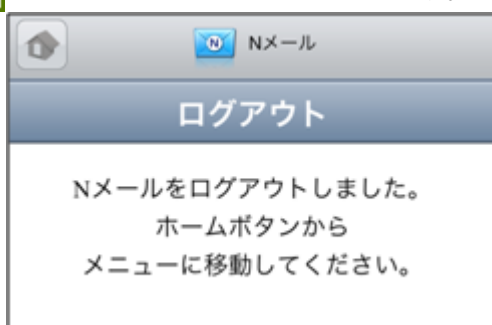 N Nメール
ログアウト
Nメールをログアウトしました。
ホームボタンから
メニューに移動してください。